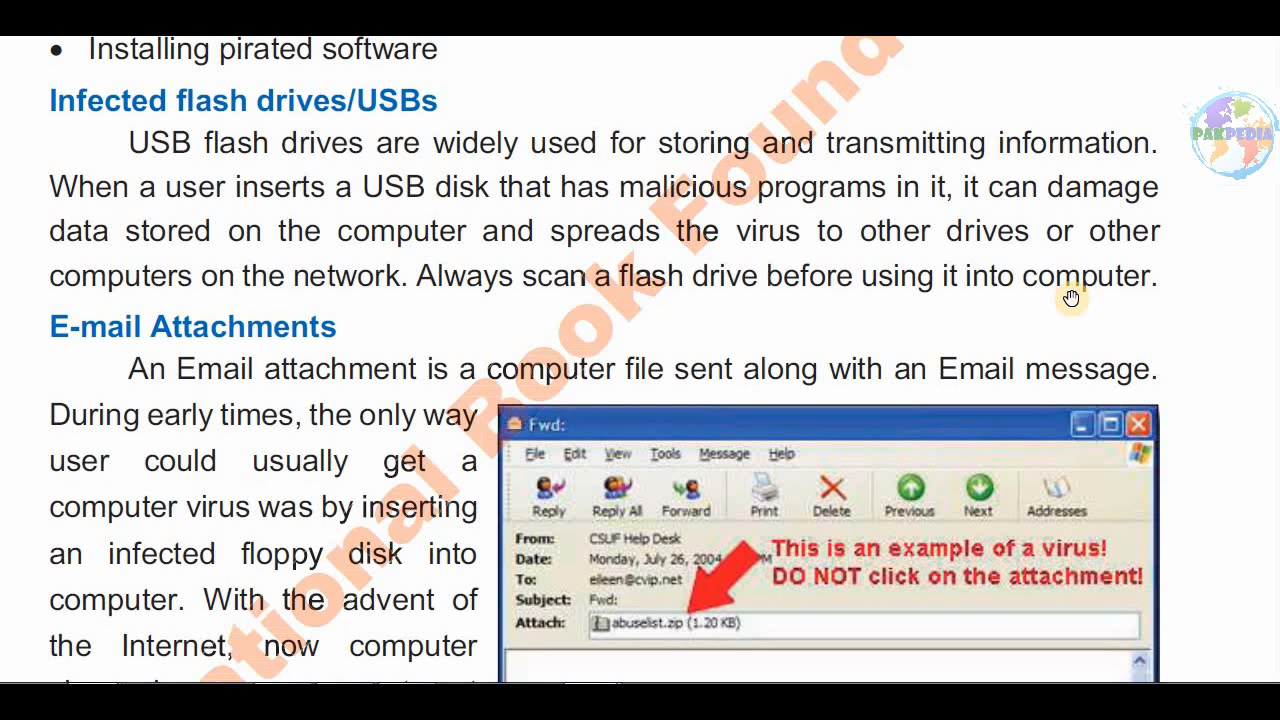 • Installing pirated software
Infected flash drives/USBs
USB flash drives are widely used for storing and transmitting information.
When a user inserts a USB disk that has malicious programs in it, it can damage
data stored on the computer and spreads the virus to other drives or other
computers on the network. Always scan a flash drive before using it into computer.
E-mail Attachments
An Email attachment is a computer file sent along with an Email message.
During early times, the only way
user could usually get a
computer virus was by inserting
an infected floppy disk into
computer. With the advent of
the Internet, now computer
Fwd:
File Edit View Tools Message Help
Reply Reply All Forward Print Delete Previous Next Addresses
From: CSUF Help Desk
Date: Monday, July 26, 2004 PM
To: eileen@cvip.net
Subject: Fwd:
Attach: abuselist.zip (1.20 KB)
This is an example of a virus!
DO NOT click on the attachment!
PAKPEDIA
ational Book Found